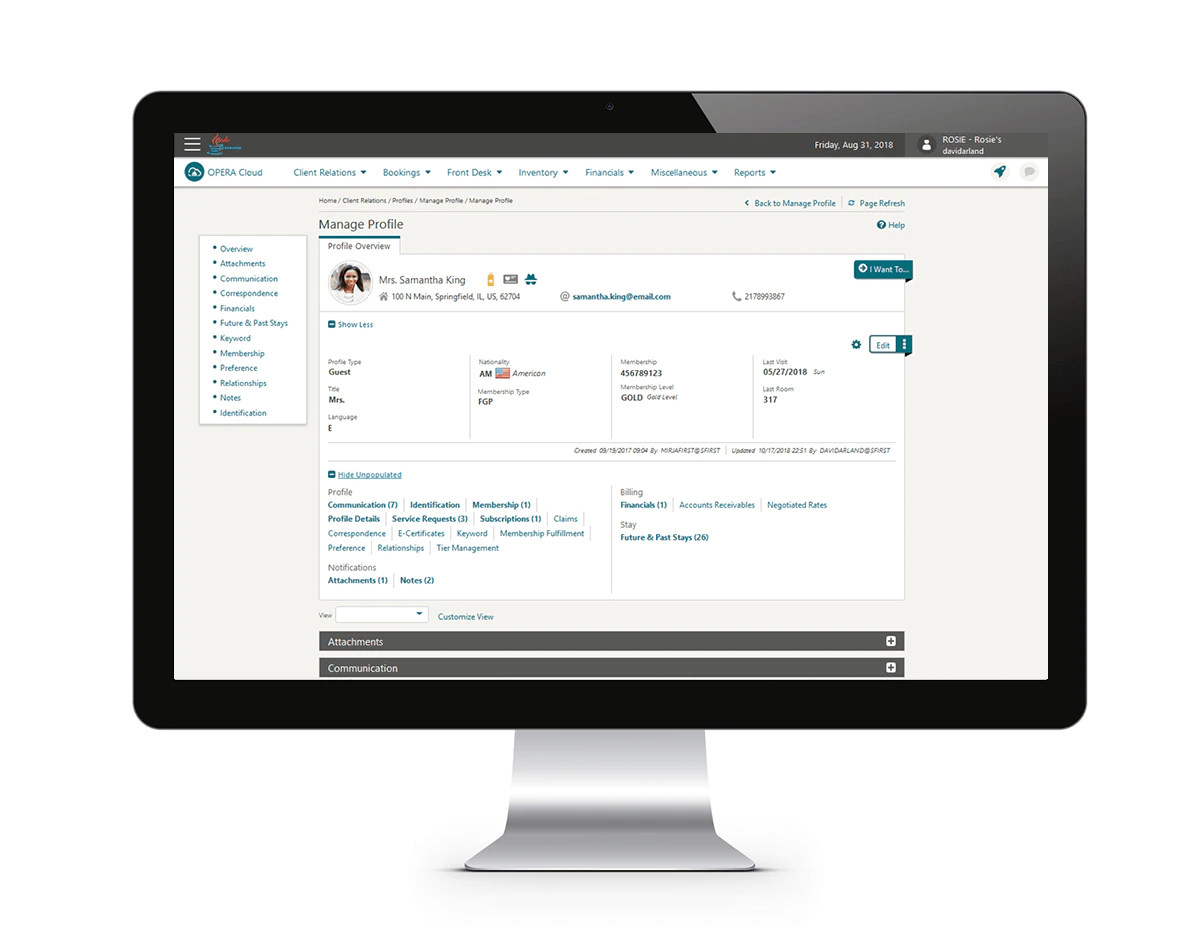 Friday, Aug 31, 2018
ROSIE - Rosie's
davidarland
OPERA Cloud Client Relations Bookings Front Desk Inventory Financials Miscellaneous Reports
Home / Client Relations / Profiles / Manage Profile / Manage Profile
Back to Manage Profile Page Refresh
Manage Profile
Help
Profile Overview
Overview
Attachments
Communication
Correspondence
Financials
Future & Past Stays
Keyword
Membership
Preference
Relationships
Notes
Identification
Mrs. Samantha King
I Want To...
100 N Main, Springfield, IL, US, 62704 @ samantha.king@email.com 2178993867
Show Less
Edit
Profile Type
Guest
Title
Mrs.
Language
E
Nationality
AM American
Membership Type
FGP
Membership
456789123
Membership Level
GOLD Gold Level
Last Visit
05/27/2018 Sun
Last Room
317
Created 09/19/2017 09:04 By MIRJAFIRST@SFIRST Updated 10/17/2018 22:51 By DAVIDARLAND@SFIRST
Hide Unpopulated
Profile
Communication (7) Identification Membership (1)
Profile Details Service Requests (3) Subscriptions (1) Claims
Correspondence E-Certificates Keyword Membership Fulfillment
Preference Relationships Tier Management
Notifications
Attachments (1) Notes (2)
Billing
Financials (1) Accounts Receivables Negotiated Rates
Stay
Future & Past Stays (26)
View Customize View
Attachments
Communication